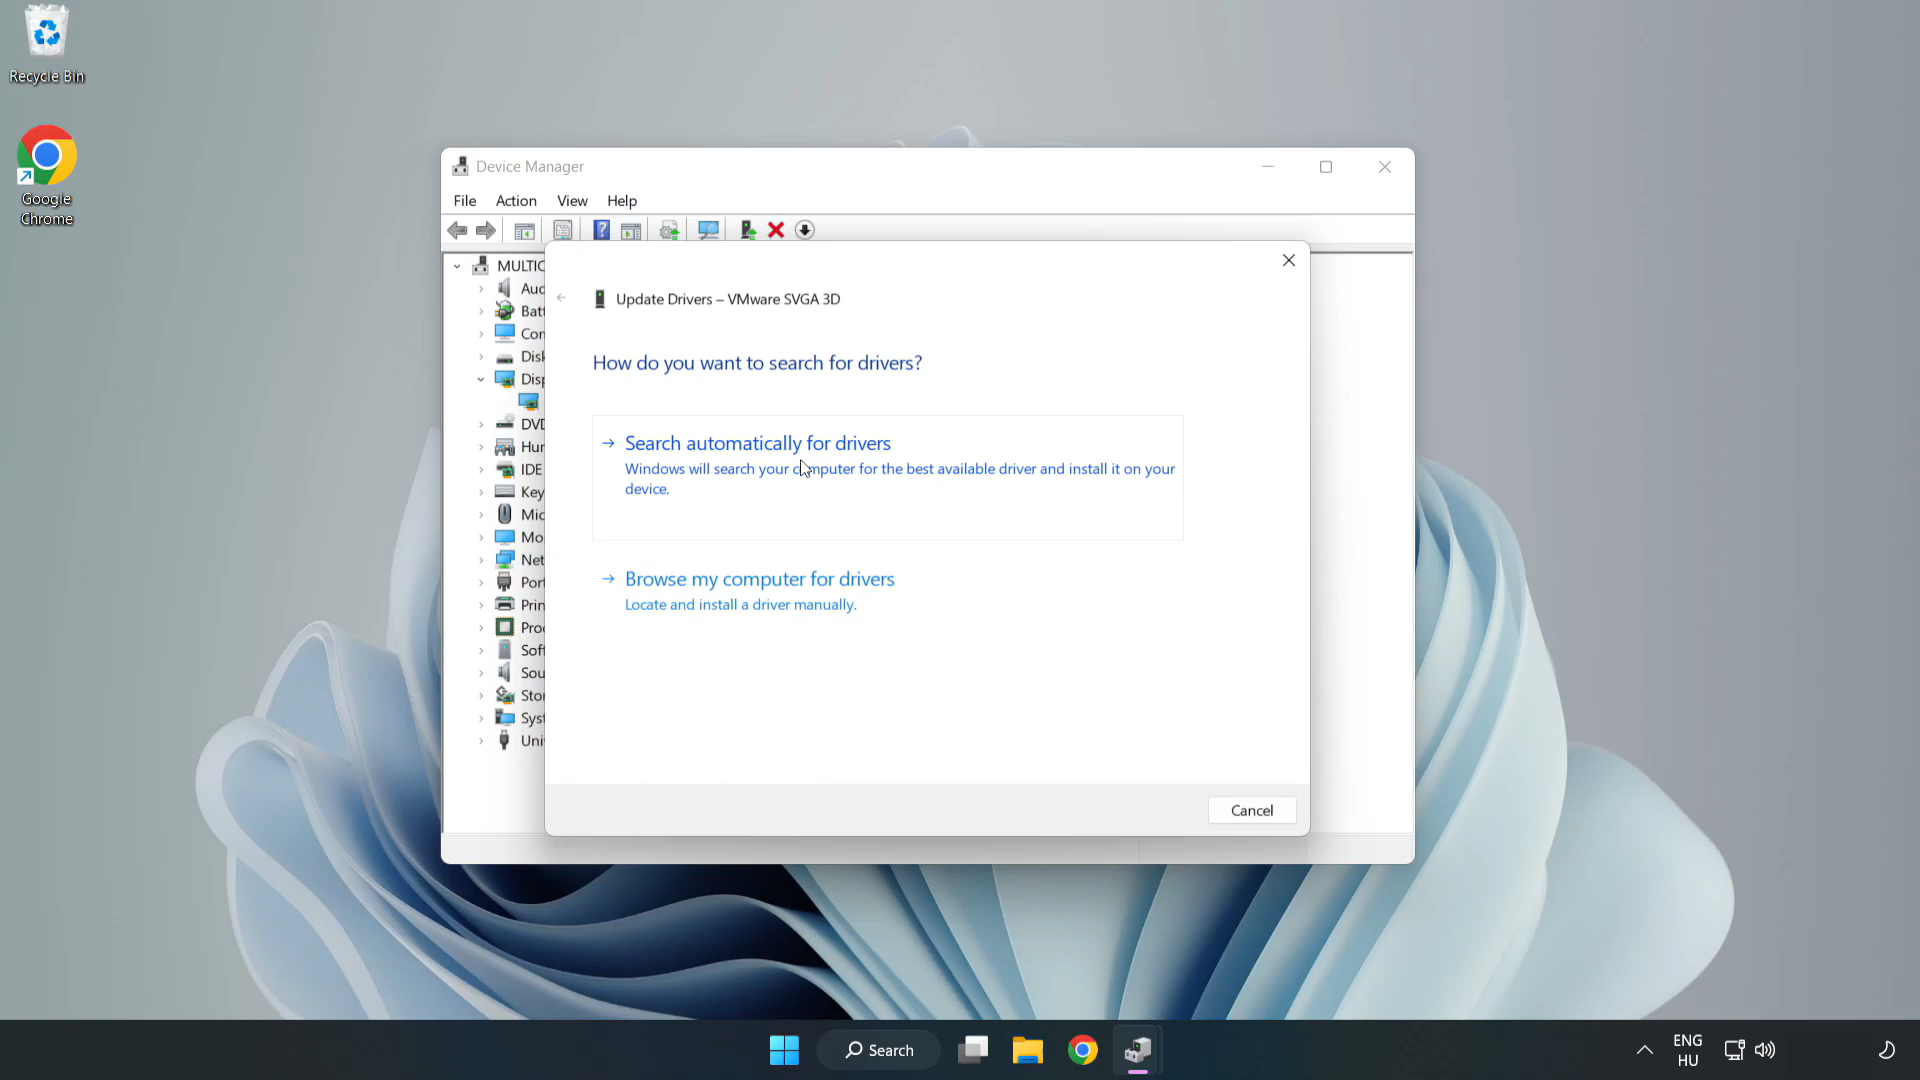 Recycle Bin
Google
Chrome
Device Manager
File Action View Help
MULTIC
Aud
Batt
Com
Disk
Disp
DVD
Hum
IDE
Key
Mic
Mo
Net
Port
Prin
Proc
Soft
Sou
Stor
Syst
Uni
Update Drivers – VMware SVGA 3D
How do you want to search for drivers?
Search automatically for drivers
Windows will search your computer for the best available driver and install it on your
device.
Browse my computer for drivers
Locate and install a driver manually.
Cancel
Search
ENG
HU